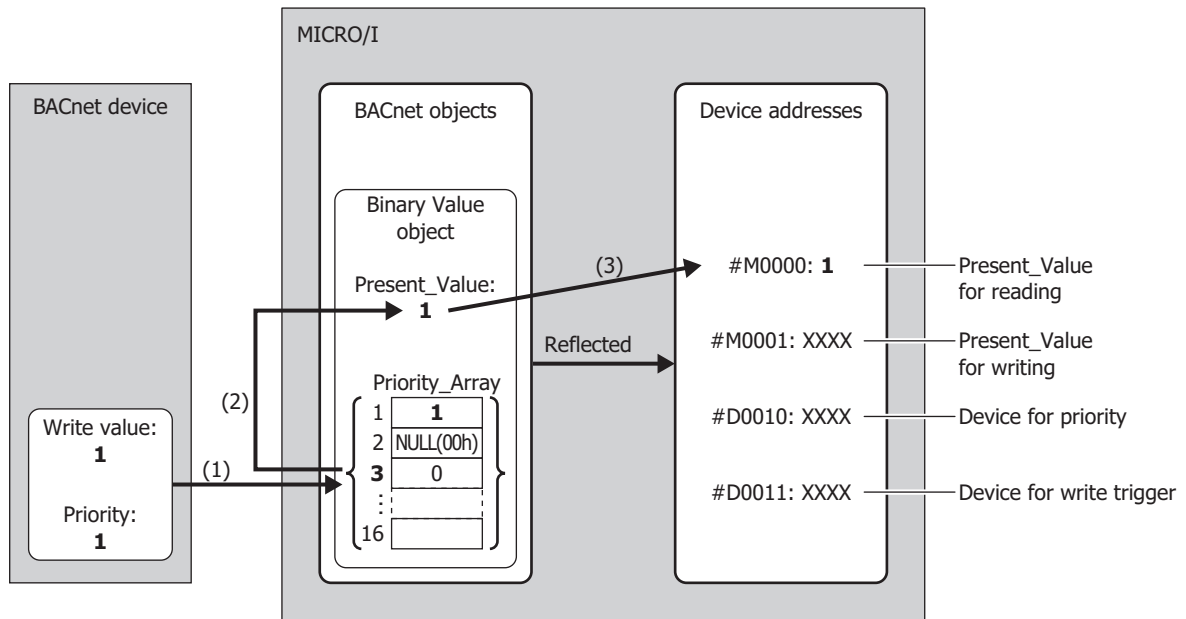 MICRO/I
BACnet device
BACnet objects
Device addresses
Binary Value
object
(3)
#M0000: 1
Present_Value
for reading
Present_Value:
1
Reflected
#M0001: XXXX
Present_Value
for writing
(2)
Priority_Array
1 1
2 NULL(00h)
3 0
:
16
#D0010: XXXX
Device for priority
Write value:
1
(1)
Priority:
1
#D0011: XXXX
Device for write trigger